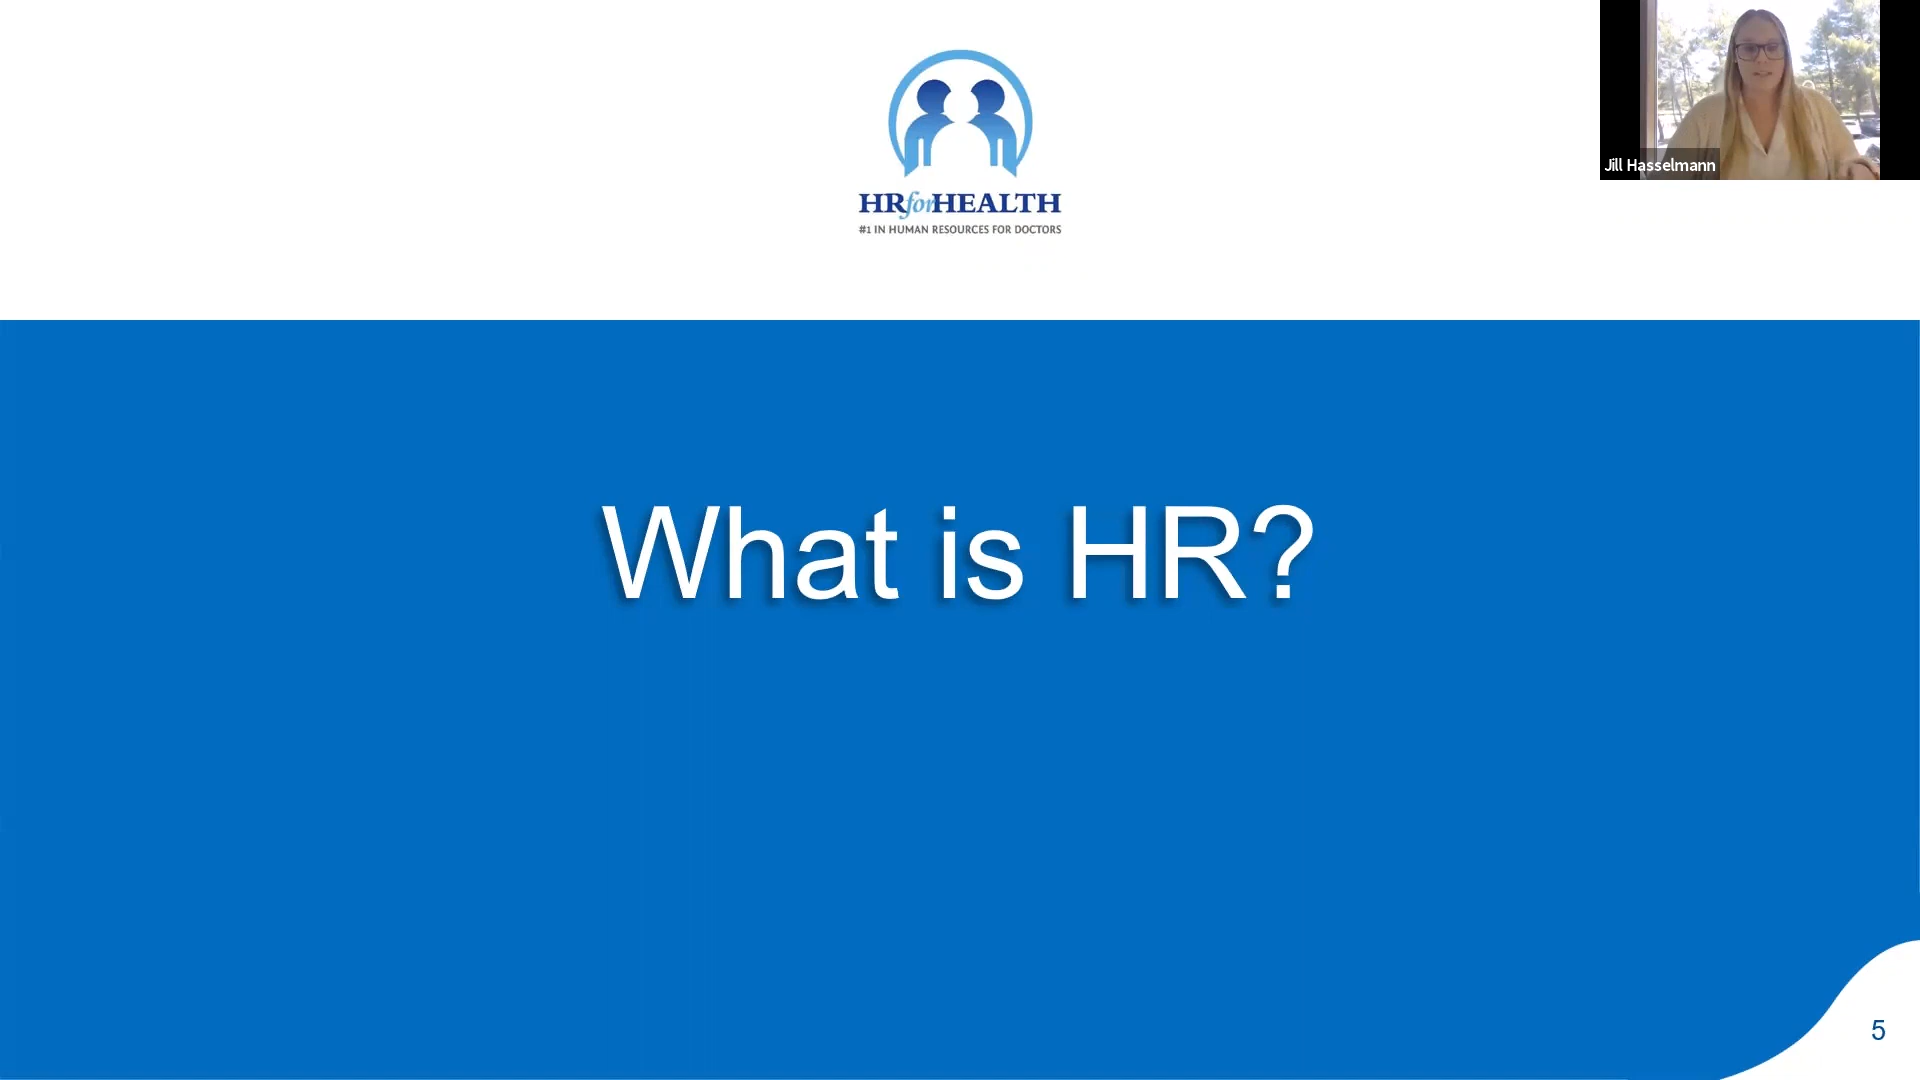 HRforHEALTH
#1 IN HUMAN RESOURCES FOR DOCTORS
Jill Hasselmann
What is HR?
5